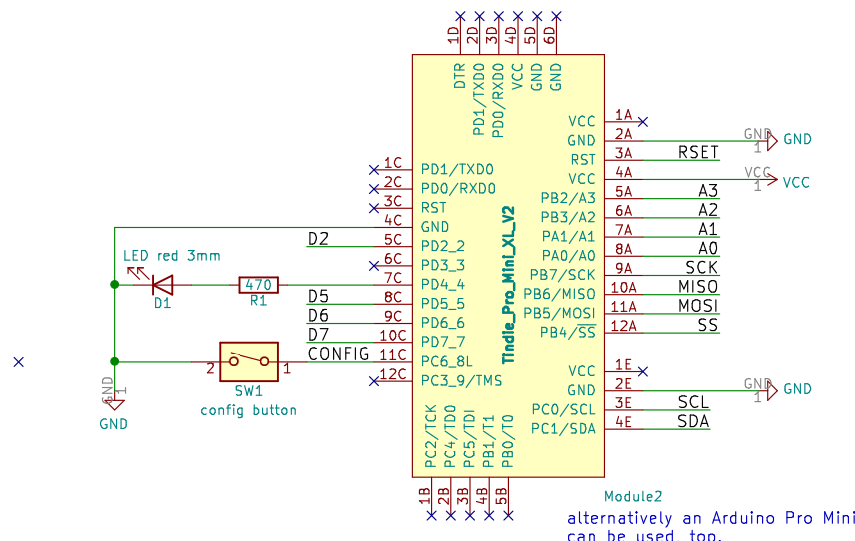 1D
2D
3D
4D
5D
6D
DTR
PD1/TXD0
PD0/RXD0
VCC
GND
GND
VCC 1A
GND 2A GND 1 GND
RST 3A RSET
VCC 4A VCC 1 VCC
PB2/A3 5A A3
PB3/A2 6A A2
PA1/A1 7A A1
PA0/A0 8A A0
PB7/SCK 9A SCK
PB6/MISO 10A MISO
PB5/MOSI 11A MOSI
PB4/SS 12A SS
VCC 1E
GND 2E GND 1 GND
PC0/SCL 3E SCL
PC1/SDA 4E SDA
1C PD1/TXD0
2C PD0/RXD0
3C RST
4C GND
D2 5C PD2_2
6C PD3_3
LED red 3mm
D1
470
R1
7C PD4_4
D5 8C PD5_5
D6 9C PD6_6
D7 10C PD7_7
CONFIG 11C PC6_8L
12C PC3_9/TMS
2 1
SW1
config button
GND 1
GND
Tindie_Pro_Mini_XL_V2
PC2/TCK
PC4/TDO
PC5/TDI
PB1/T1
PB0/T0
1B
2B
3B
4B
5B
Module2
alternatively an Arduino Pro Mini
can be used, top.